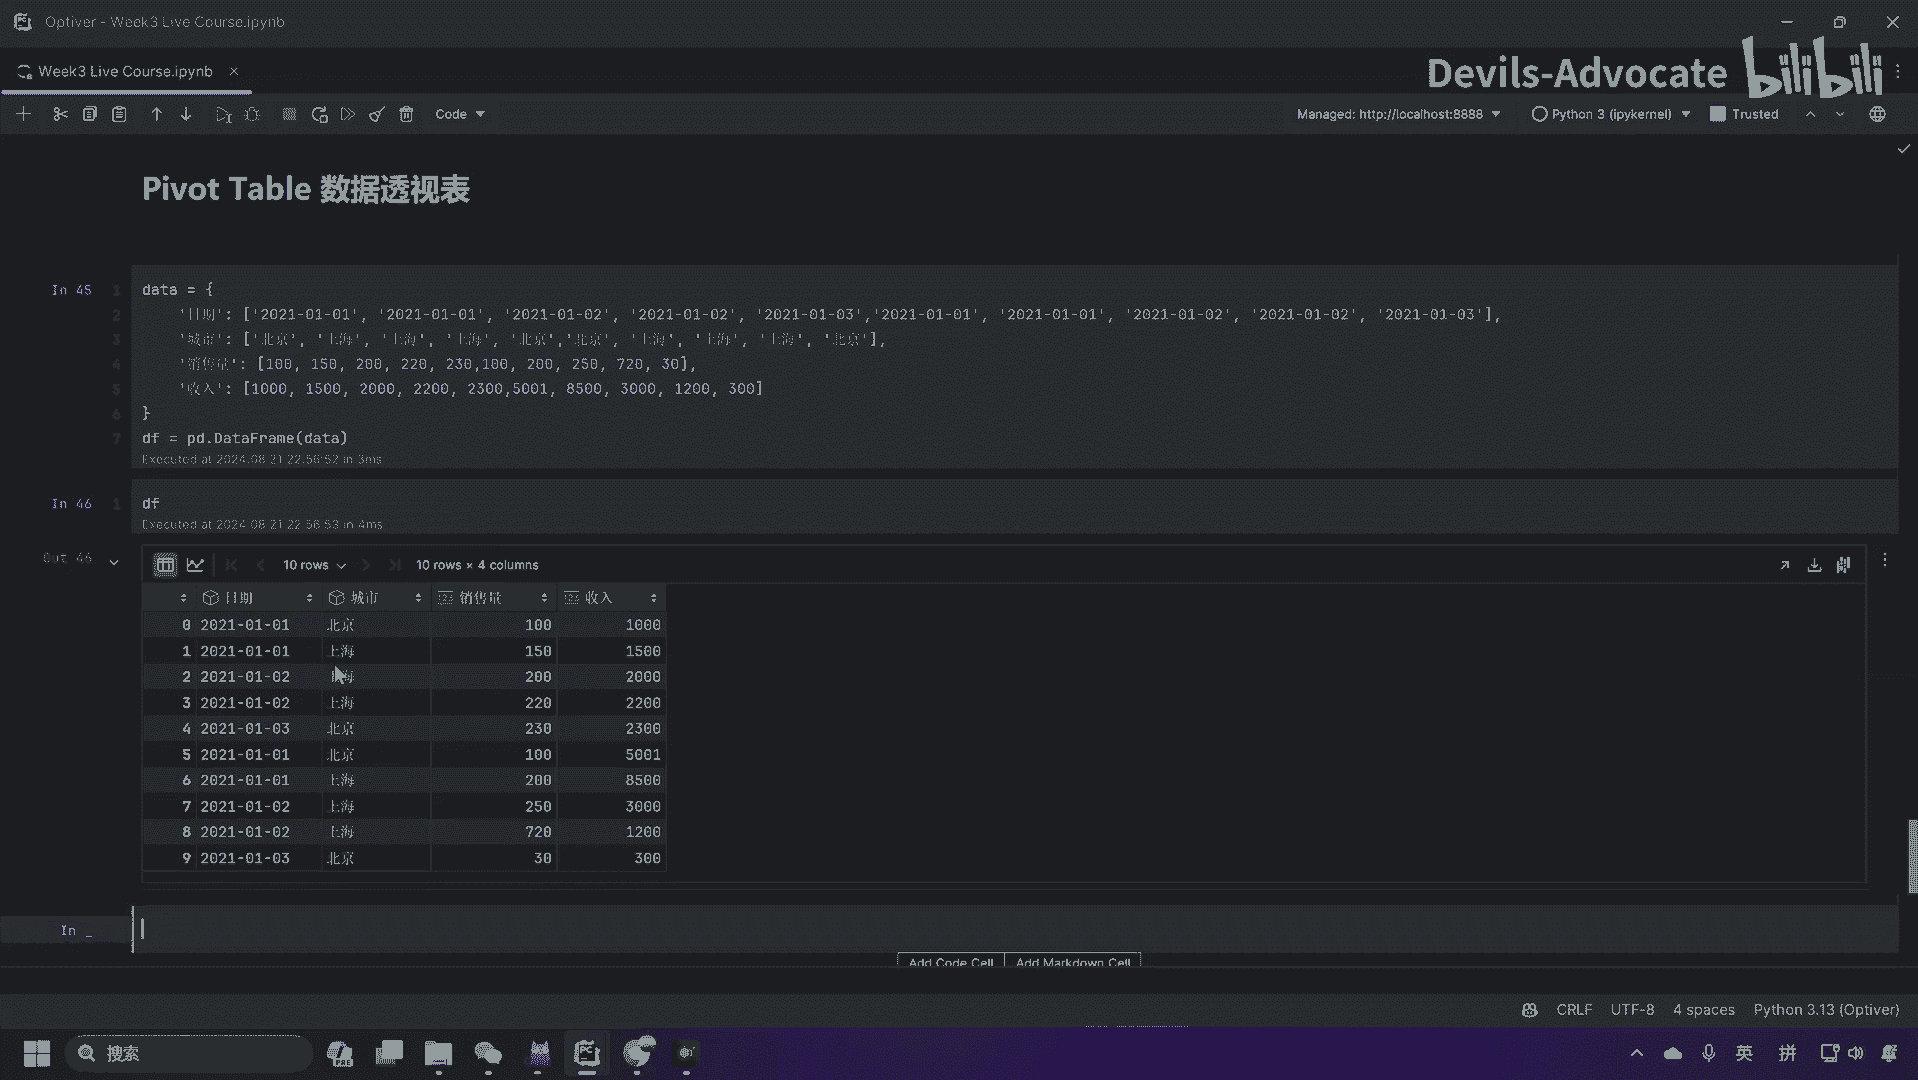 Optiver - Week3 Live Course.ipynb
Week3 Live Course.ipynb
Devils-Advocate bilibili
Code
Managed: http://localhost:8888
Python 3 (ipykernel)
Trusted
Pivot Table 数据透视表
In 45
1 data = {
2 '日期': ['2021-01-01', '2021-01-01', '2021-01-02', '2021-01-02', '2021-01-03','2021-01-01', '2021-01-01', '2021-01-02', '2021-01-02', '2021-01-03'],
3 '城市': ['北京', '上海', '上海', '上海', '北京','北京', '上海', '上海', '上海', '北京'],
4 '销售量': [100, 150, 200, 220, 230,100, 200, 250, 720, 30],
5 '收入': [1000, 1500, 2000, 2200, 2300,5001, 8500, 3000, 1200, 300]
6 }
7 df = pd.DataFrame(data)
Executed at 2024.08.21 22:56:52 in 3ms
In 46
1 df
Executed at 2024.08.21 22:56:53 in 4ms
Out 46
10 rows
10 rows × 4 columns
日期 城市 销售量 收入
0 2021-01-01 北京 100 1000
1 2021-01-01 上海 150 1500
2 2021-01-02 上海 200 2000
3 2021-01-02 上海 220 2200
4 2021-01-03 北京 230 2300
5 2021-01-01 北京 100 5001
6 2021-01-01 上海 200 8500
7 2021-01-02 上海 250 3000
8 2021-01-02 上海 720 1200
9 2021-01-03 北京 30 300
In _
Add Code Cell Add Markdown Cell
CRLF UTF-8 4 spaces Python 3.13 (Optiver)
搜索
英 拼